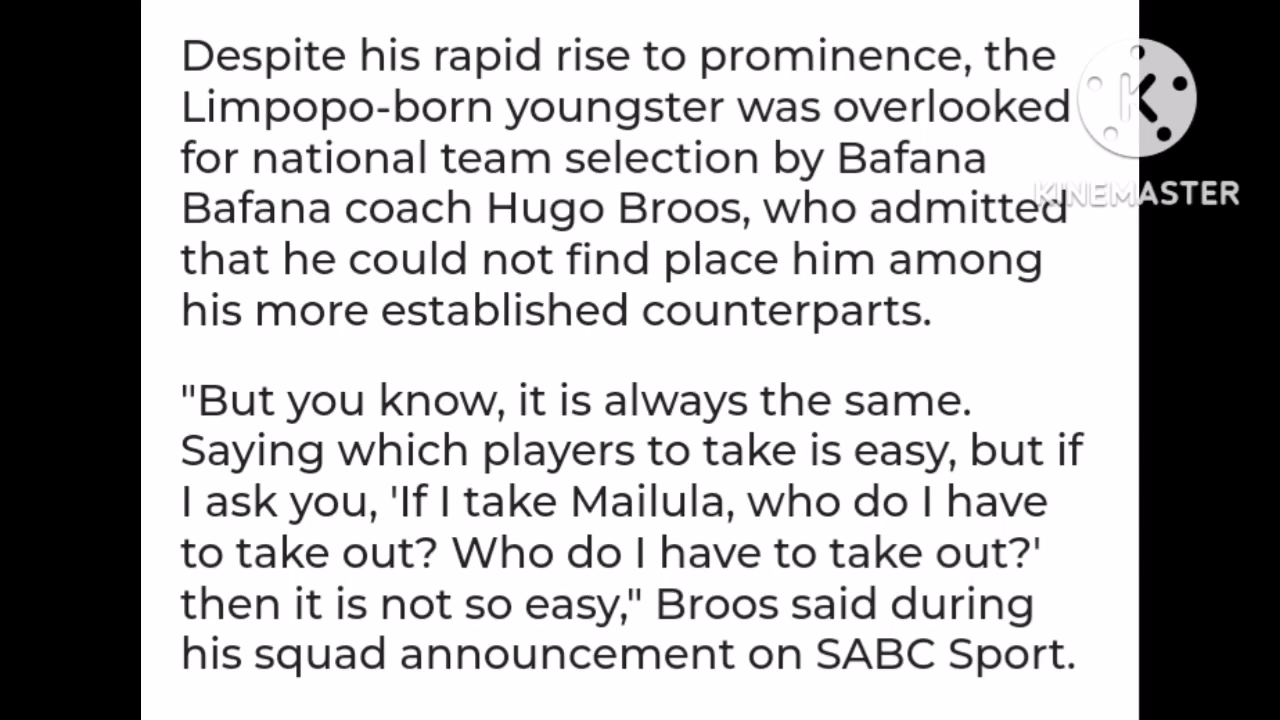 Despite his rapid rise to prominence, the
Limpopo-born youngster was overlooked
for national team selection by Bafana
Bafana coach Hugo Broos, who admitted
that he could not find place him among
his more established counterparts.
"But you know, it is always the same.
Saying which players to take is easy, but if
I ask you, 'If I take Mailula, who do I have
to take out? Who do I have to take out?'
then it is not so easy," Broos said during
his squad announcement on SABC Sport.
K
KINEMASTER